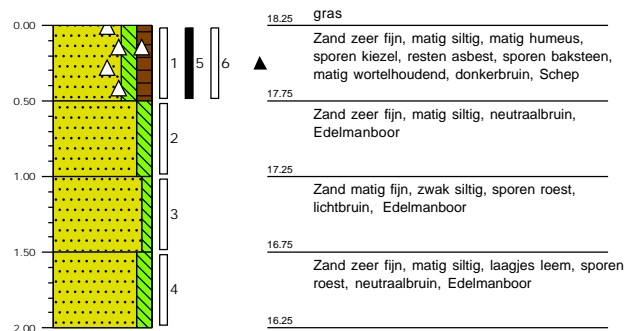 gras
0.00
18.25
Zand zeer fijn, matig siltig, matig humeus,
sporen kiezel, resten asbest, sporen baksteen,
matig wortelhoudend, donkerbruin, Schep
1 5 6
0.50
17.75
Zand zeer fijn, matig siltig, neutraalbruin,
Edelmanboor
2
1.00
17.25
Zand matig fijn, zwak siltig, sporen roest,
lichtbruin, Edelmanboor
3
1.50
16.75
Zand zeer fijn, matig siltig, laagjes leem, sporen
roest, neutraalbruin, Edelmanboor
4
2.00
16.25